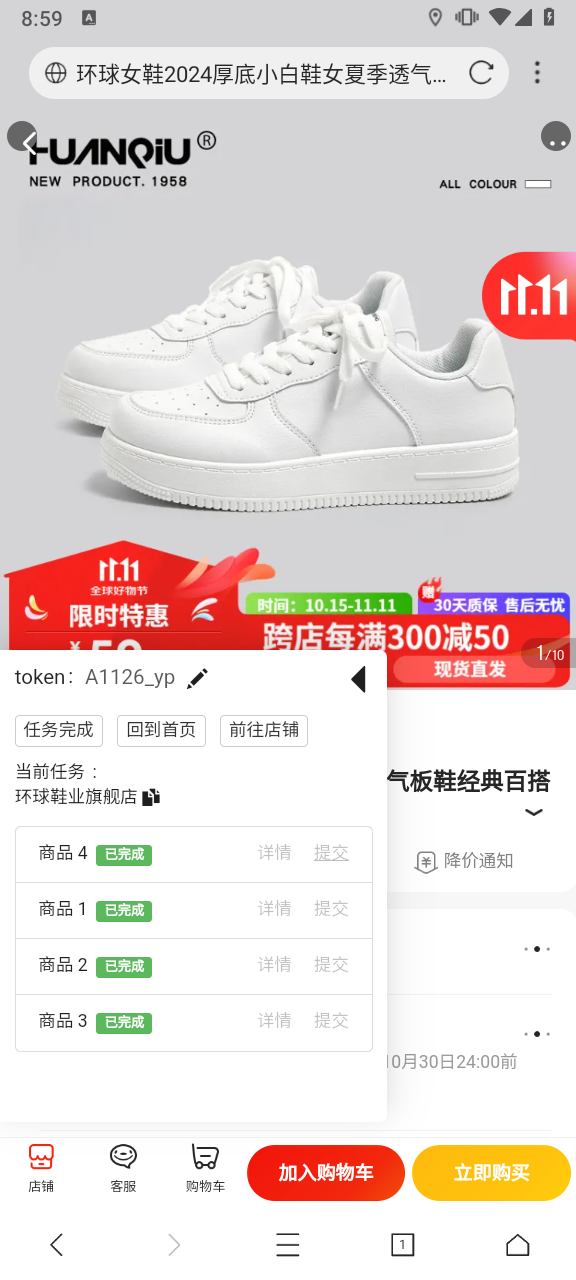 8:59
A
环球女鞋2024厚底小白鞋女夏季透气...
HUANQiU®
NEW PRODUCT. 1958
ALL COLOUR
11.11
11.11
全球好物节
限时特惠
时间：10.15-11.11
赠
30天质保 售后无忧
跨店每满300减50
现货直发
1/10
token: A1126_yp
任务完成
回到首页
前往店铺
当前任务：
环球鞋业旗舰店
气板鞋经典百搭
降价通知
商品 4 已完成 详情 提交
商品 1 已完成 详情 提交
商品 2 已完成 详情 提交
商品 3 已完成 详情 提交
10月30日24:00前
店铺
客服
购物车
加入购物车
立即购买
1